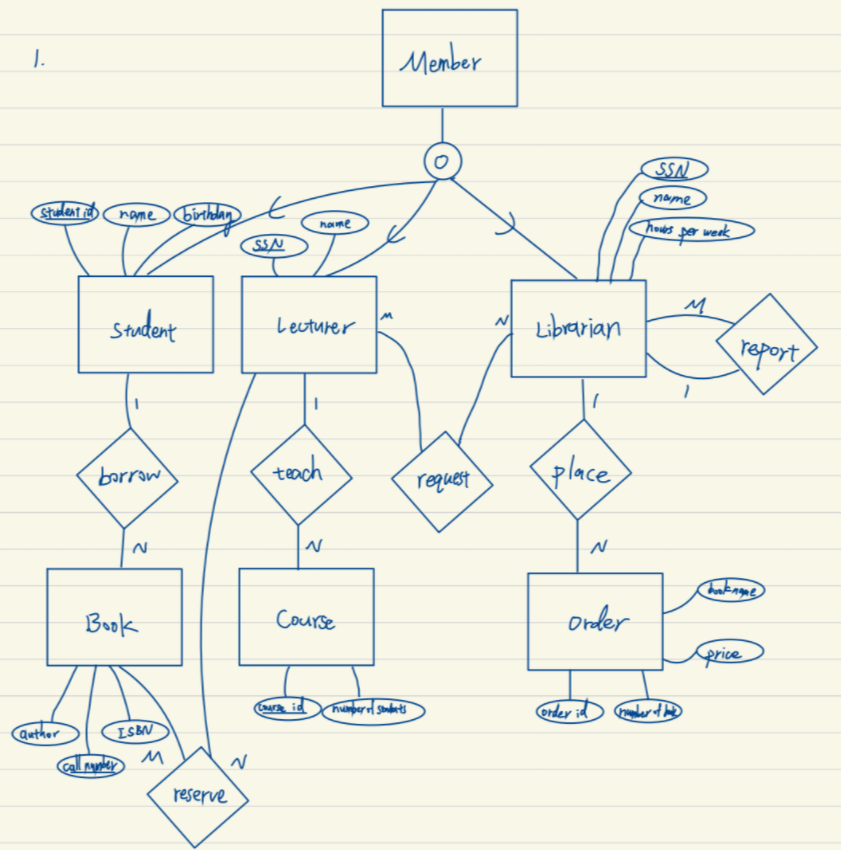 1.
Member
O
SSN
name
hours per week
student id
name
birthday
SSN
name
Student
Lecturer
M
N
Librarian
M
1
report
1
1
1
borrow
teach
request
place
N
N
N
Book
Course
Order
book name
price
author
call number
ISBN
course id
number of students
order id
number of
M
N
reserve